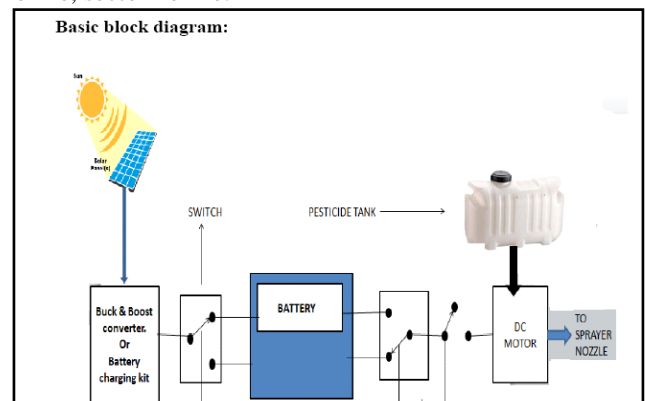 Basic block diagram:
Sun
Solar
Panel(s)
SWITCH
PESTICIDE TANK
Buck & Boost
converter.
Or
Battery
charging kit
BATTERY
DC
MOTOR
TO
SPRAYER
NOZZLE